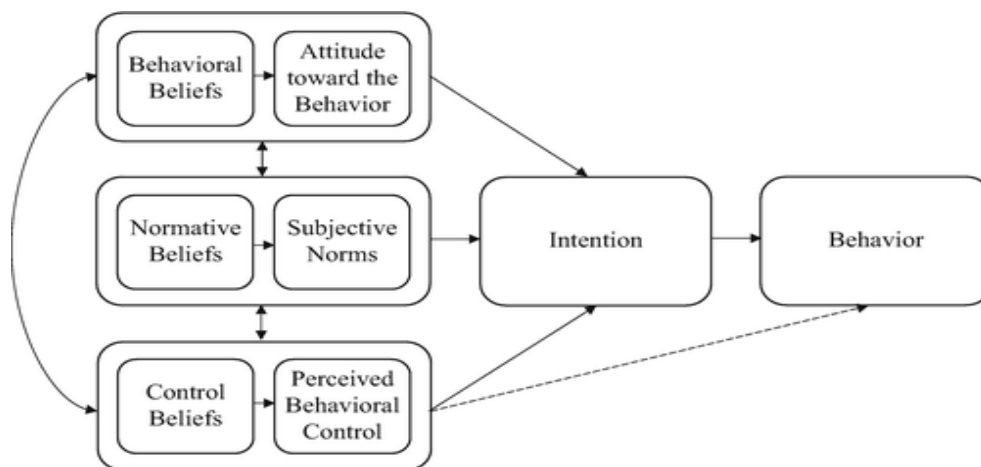 Behavioral
Beliefs
Attitude
toward the
Behavior
Normative
Beliefs
Subjective
Norms
Intention
Behavior
Control
Beliefs
Perceived
Behavioral
Control